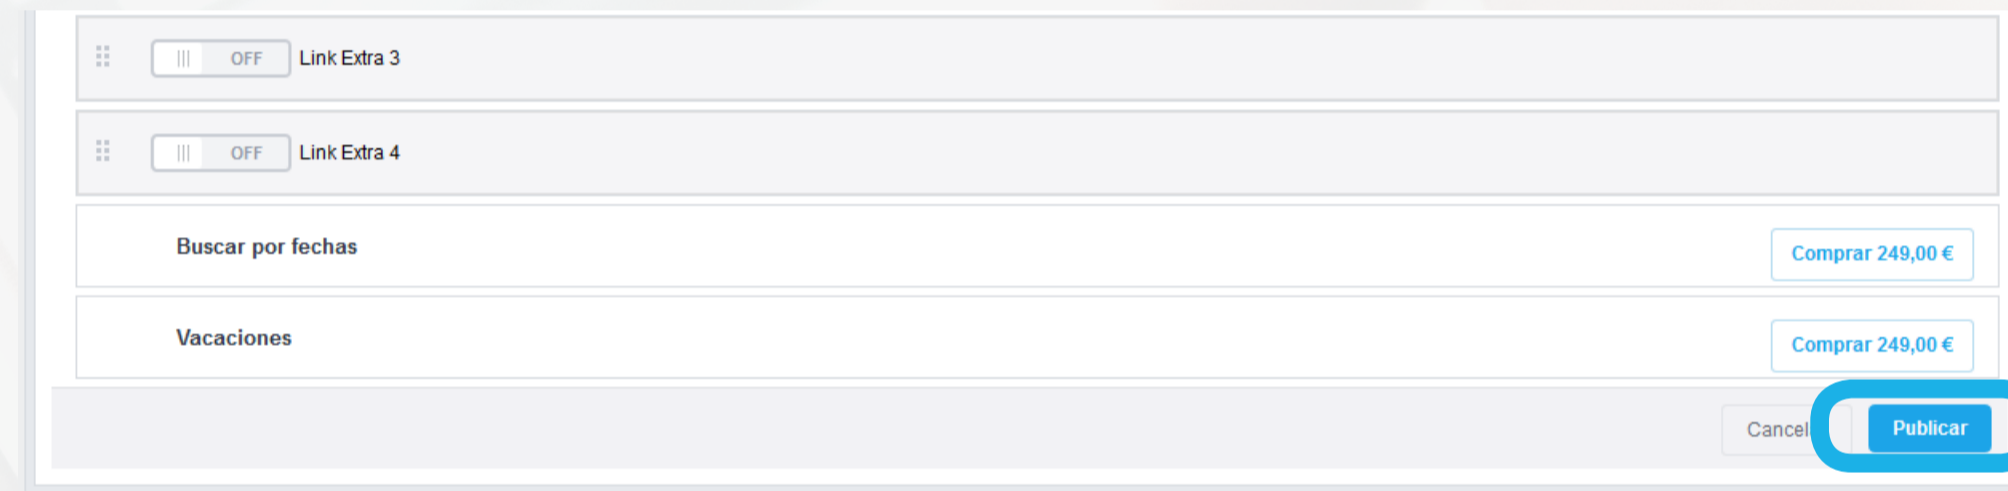 OFF Link Extra 3
OFF Link Extra 4
Buscar por fechas
Comprar 249,00 €
Vacaciones
Comprar 249,00 €
Publicar